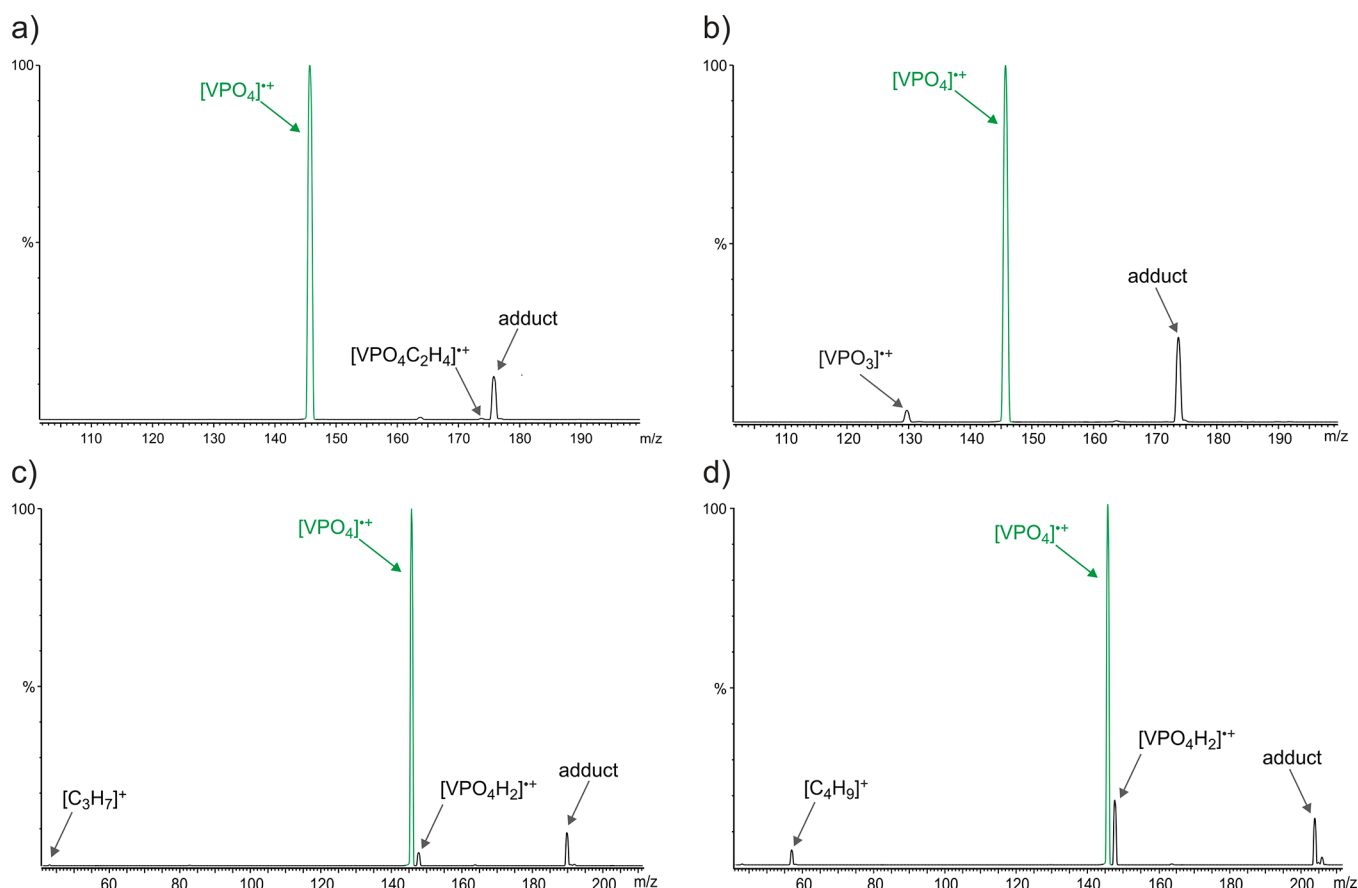 a)
100
%
[VPO₄]•⁺
[VPO₄C₂H₄]•⁺
adduct
110 120 130 140 150 160 170 180 190 m/z
b)
100
%
[VPO₄]•⁺
[VPO₃]•⁺
adduct
110 120 130 140 150 160 170 180 190 m/z
c)
100
%
[VPO₄]•⁺
[C₃H₇]⁺
[VPO₄H₂]•⁺
adduct
60 80 100 120 140 160 180 200 m/z
d)
100
%
[VPO₄]•⁺
[C₄H₉]⁺
[VPO₄H₂]•⁺
adduct
60 80 100 120 140 160 180 200 m/z